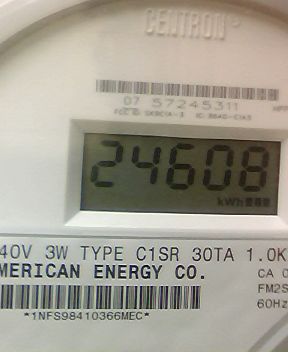 CENTRON
07 57245311
24608
kWh
40V 3W TYPE C1SR 30TA 1.0K
MERICAN ENERGY CO.
CA 0
FM2S
*1NFS98410366MEC*
60Hz